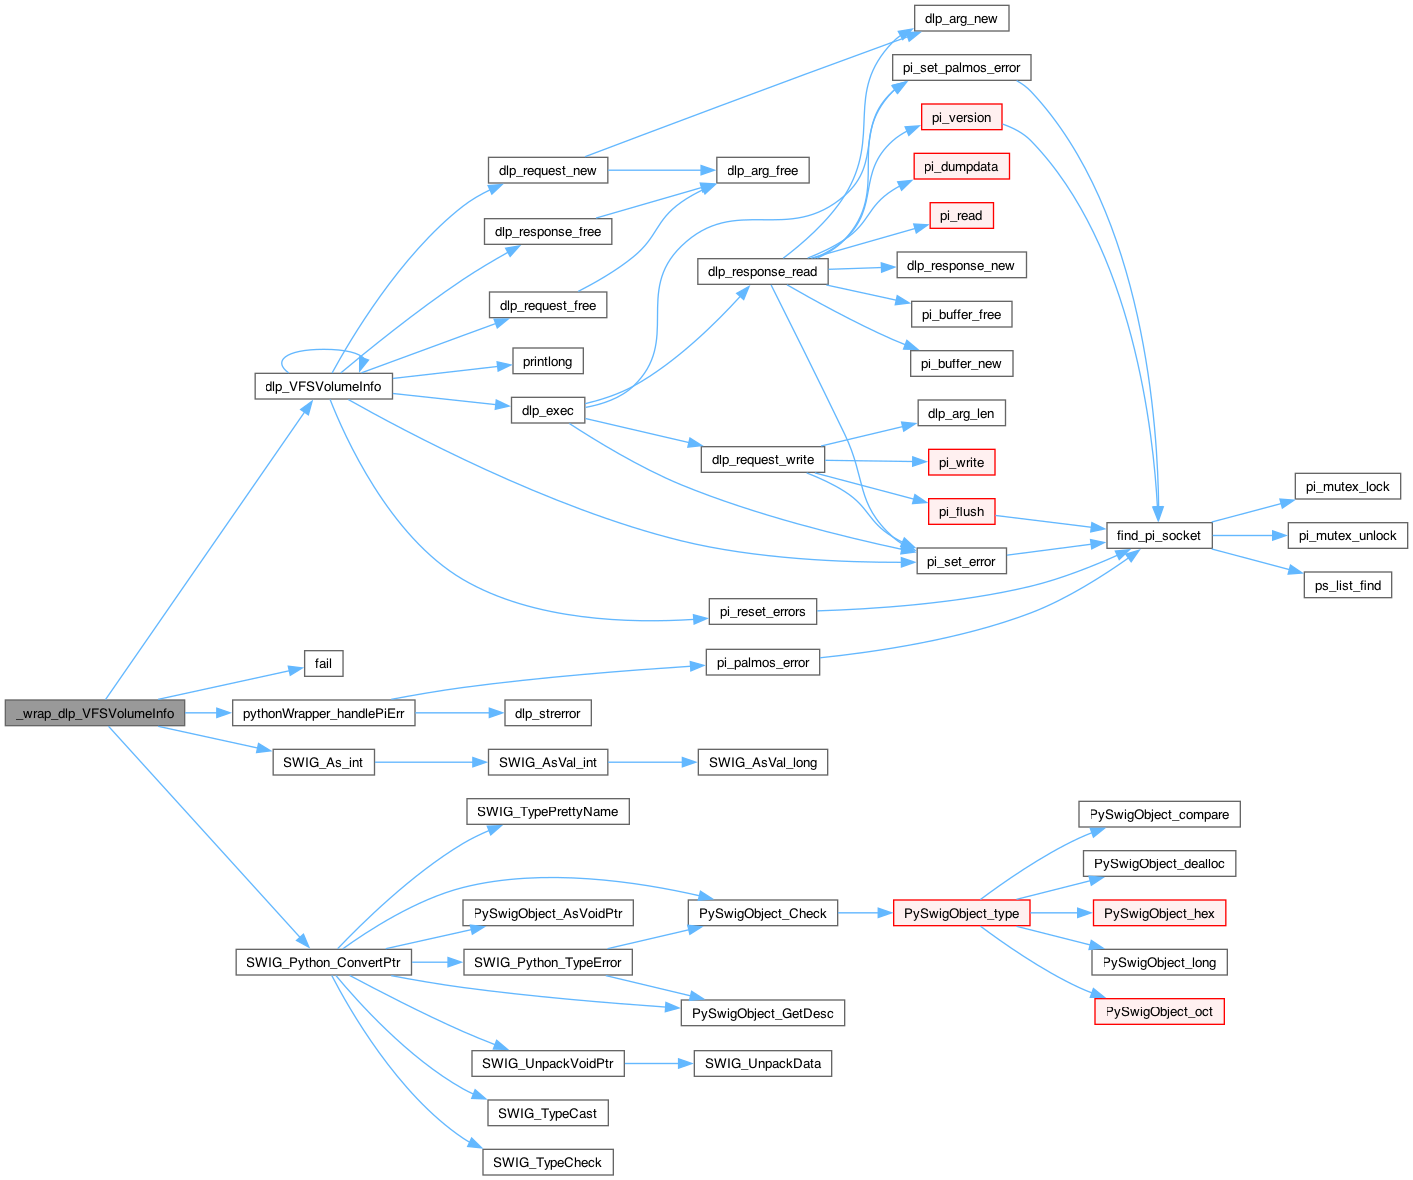 dlp_arg_new
pi_set_palmos_error
pi_version
dlp_request_new
dlp_arg_free
pi_dumpdata
pi_read
dlp_response_free
dlp_response_read
dlp_response_new
dlp_request_free
pi_buffer_free
printlong
pi_buffer_new
dlp_VFSVolumeInfo
dlp_exec
dlp_arg_len
dlp_request_write
pi_write
pi_mutex_lock
pi_flush
find_pi_socket
pi_mutex_unlock
pi_set_error
ps_list_find
pi_reset_errors
fail
pi_palmos_error
_wrap_dlp_VFSVolumeInfo
pythonWrapper_handlePiErr
dlp_strerror
SWIG_As_int
SWIG_AsVal_int
SWIG_AsVal_long
SWIG_TypePrettyName
PySwigObject_compare
PySwigObject_dealloc
PySwigObject_AsVoidPtr
PySwigObject_Check
PySwigObject_type
PySwigObject_hex
SWIG_Python_ConvertPtr
SWIG_Python_TypeError
PySwigObject_long
PySwigObject_GetDesc
PySwigObject_oct
SWIG_UnpackVoidPtr
SWIG_UnpackData
SWIG_TypeCast
SWIG_TypeCheck